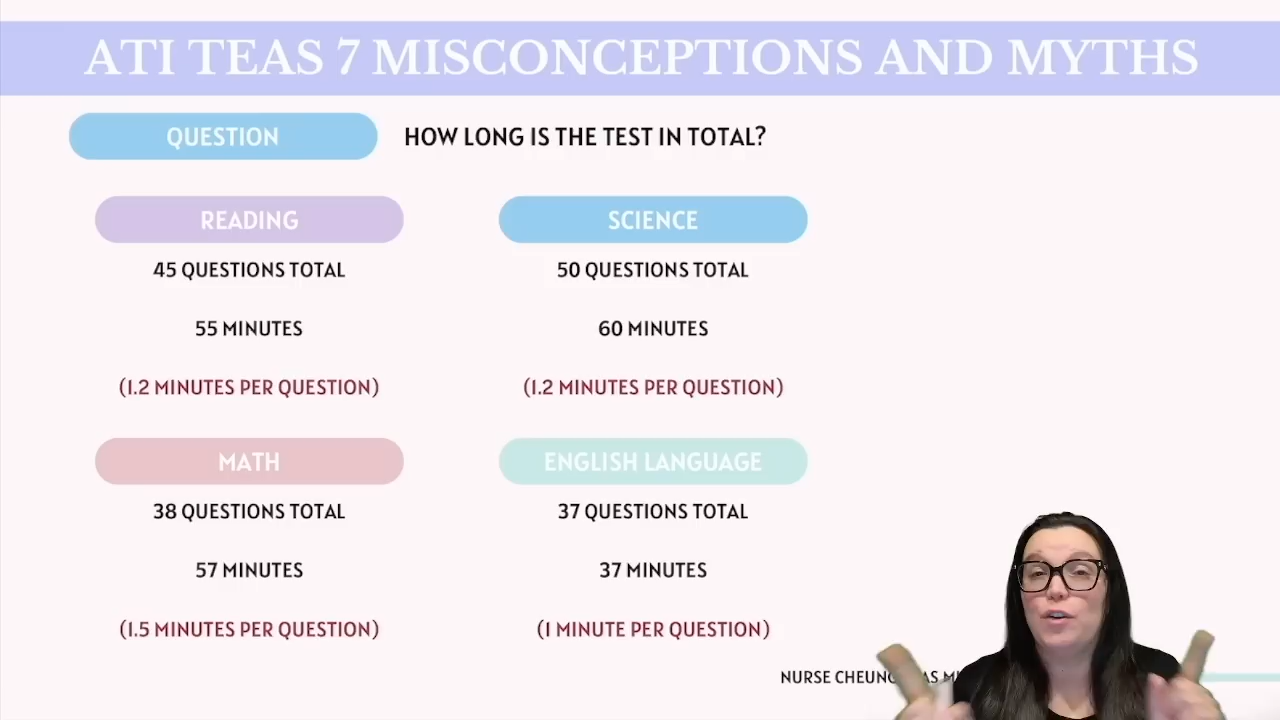 ATI TEAS 7 MISCONCEPTIONS AND MYTHS
QUESTION
HOW LONG IS THE TEST IN TOTAL?
READING
45 QUESTIONS TOTAL
55 MINUTES
(1.2 MINUTES PER QUESTION)
SCIENCE
50 QUESTIONS TOTAL
60 MINUTES
(1.2 MINUTES PER QUESTION)
MATH
38 QUESTIONS TOTAL
57 MINUTES
(1.5 MINUTES PER QUESTION)
ENGLISH LANGUAGE
37 QUESTIONS TOTAL
37 MINUTES
(1 MINUTE PER QUESTION)
NURSE CHEUNG